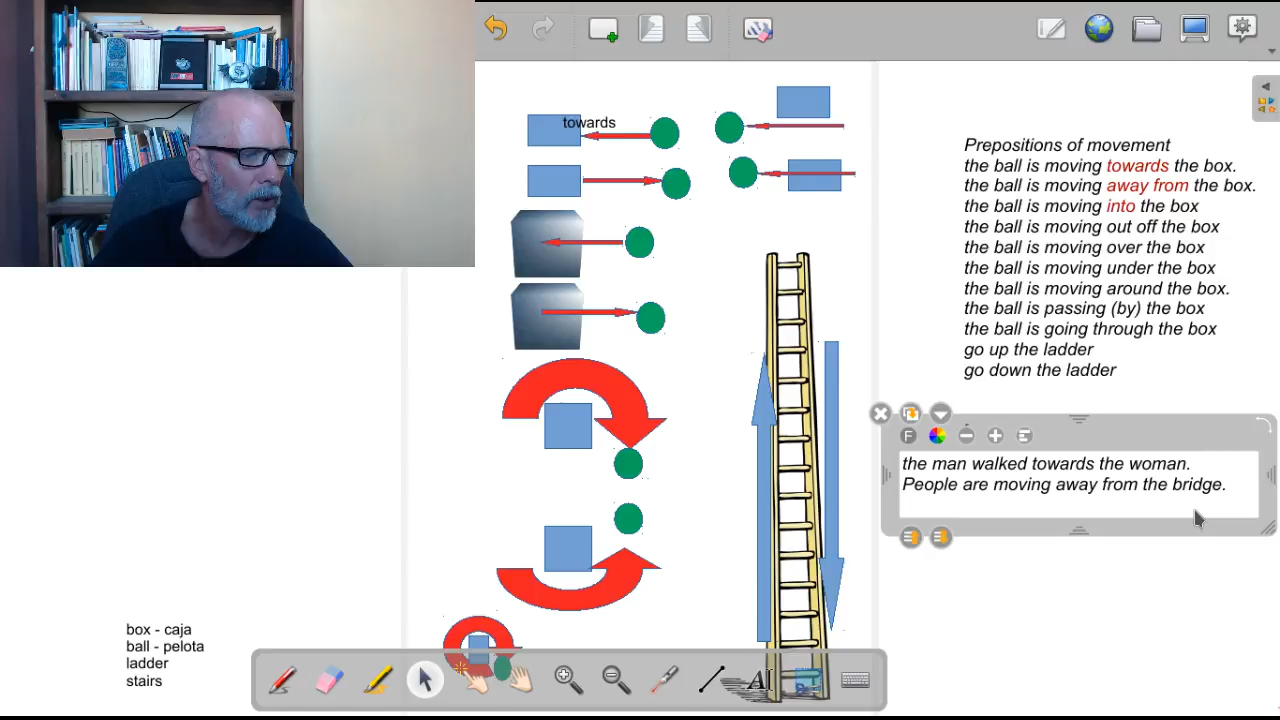 towards
Prepositions of movement
the ball is moving towards the box.
the ball is moving away from the box.
the ball is moving into the box
the ball is moving out off the box
the ball is moving over the box
the ball is moving under the box
the ball is moving around the box.
the ball is passing (by) the box
the ball is going through the box
go up the ladder
go down the ladder
F
the man walked towards the woman.
People are moving away from the bridge.
box - caja
ball - pelota
ladder
stairs